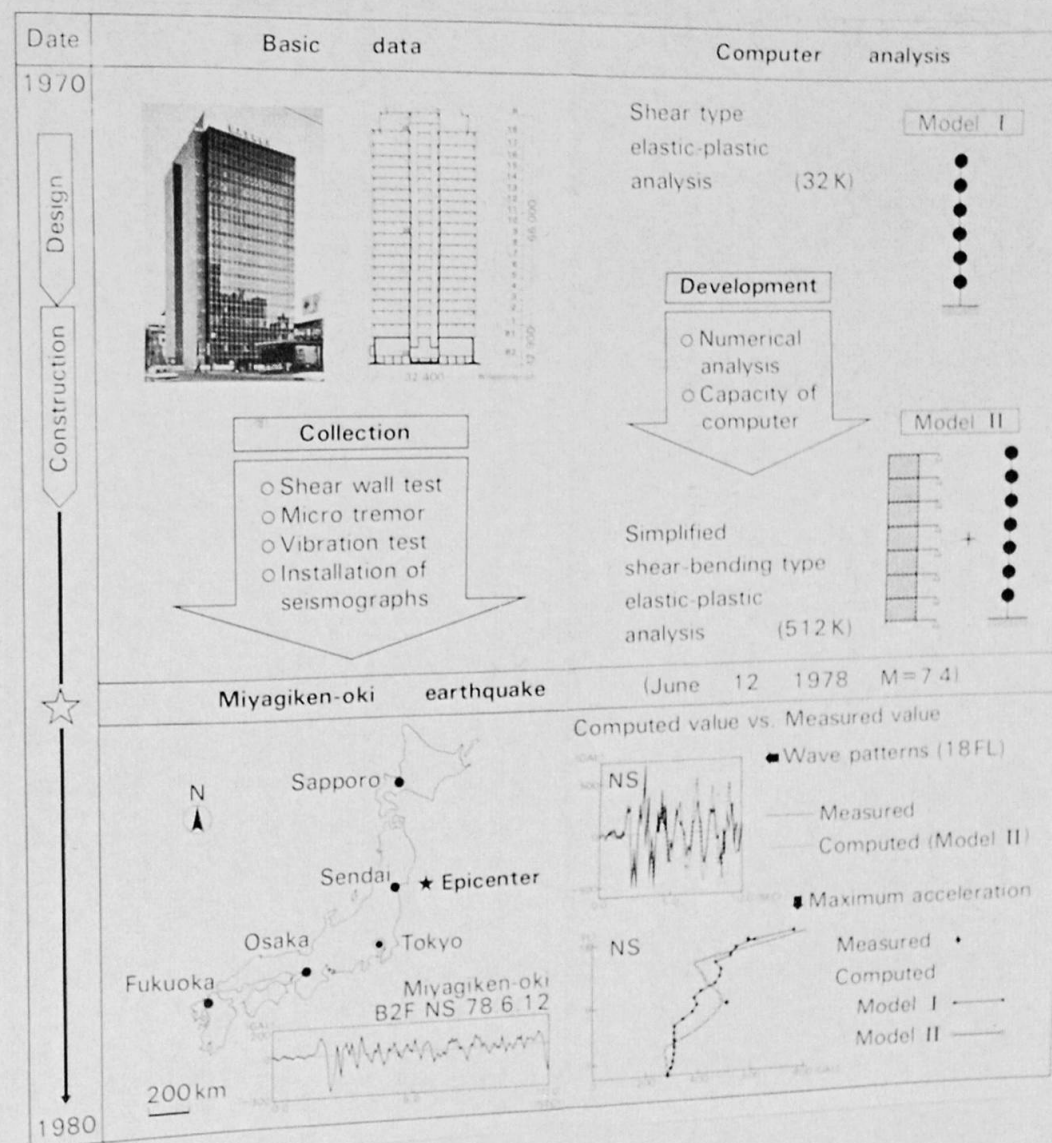 Date
Basic data
Computer analysis
1970
Design
Construction
Shear type
elastic-plastic
analysis (32K)
Model I
32 400
66 000
Development
○ Numerical
analysis
○ Capacity of
computer
Collection
○ Shear wall test
○ Micro tremor
○ Vibration test
○ Installation of
seismographs
Model II
+
Simplified
shear-bending type
elastic-plastic
analysis (512K)
Miyagiken-oki earthquake (June 12 1978 M=7.4)
N
Sapporo
Sendai
★ Epicenter
Osaka
Tokyo
Fukuoka
Miyagiken-oki
B2F NS 78.6.12
200 km
Computed value vs. Measured value
NS
Wave patterns (18FL)
Measured
Computed (Model II)
Maximum acceleration
NS
Measured
Computed
Model I
Model II
1980